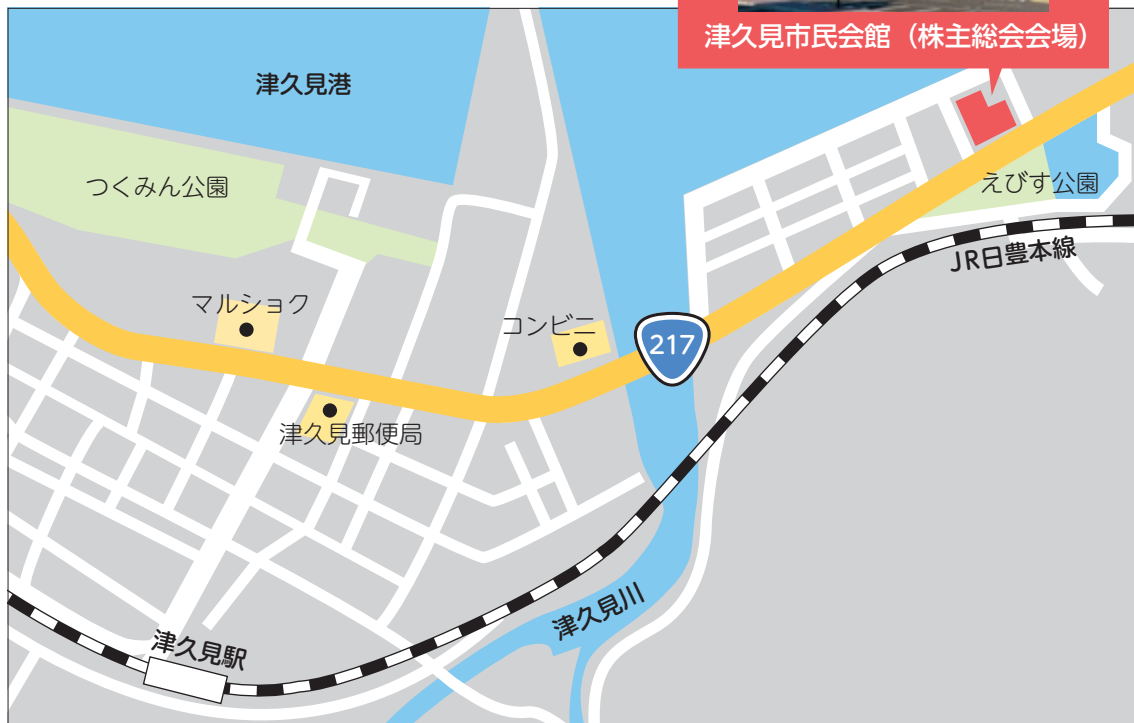 津久見市民会館（株主総会会場）
津久見港
つくみん公園
えびす公園
JR日豊本線
マルショク
コンビニ
217
津久見郵便局
津久見川
津久見駅